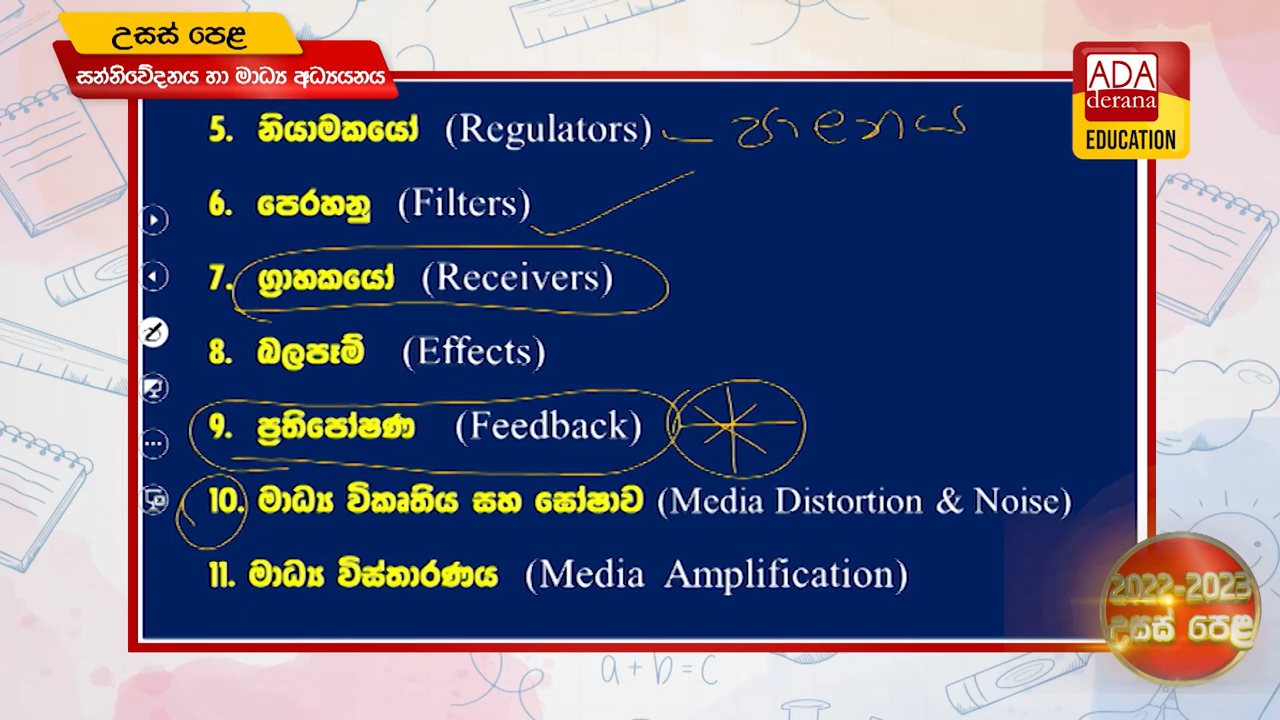 උසස් පෙළ
සන්නිවේදනය හා මාධ්‍ය අධ්‍යයනය
ADA
derana
EDUCATION
5. නියාමකයෝ (Regulators) පාලනය
6. පෙරහනු (Filters)
7. ග්‍රාහකයෝ (Receivers)
8. බලපෑම් (Effects)
9. ප්‍රතිපෝෂණ (Feedback)
10. මාධ්‍ය විකෘතිය සහ ඝෝෂාව (Media Distortion & Noise)
11. මාධ්‍ය විස්තාරණය (Media Amplification)
2022-2023
උසස් පෙළ
a+b=c